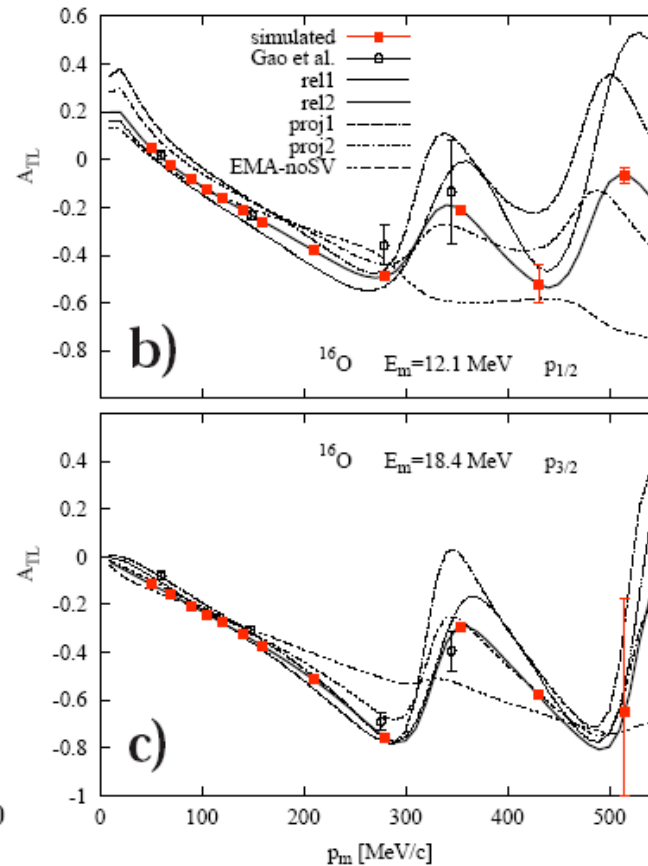 0.6
0.4
0.2
0
-0.2
-0.4
-0.6
-0.8
A_TL
simulated
Gao et al.
rel1
rel2
proj1
proj2
EMA-noSV
b)
¹⁶O E_m=12.1 MeV p_1/2
0.4
0.2
0
-0.2
-0.4
-0.6
-0.8
-1
A_TL
¹⁶O E_m=18.4 MeV p_3/2
c)
0
0 100 200 300 400 500
p_m [MeV/c]